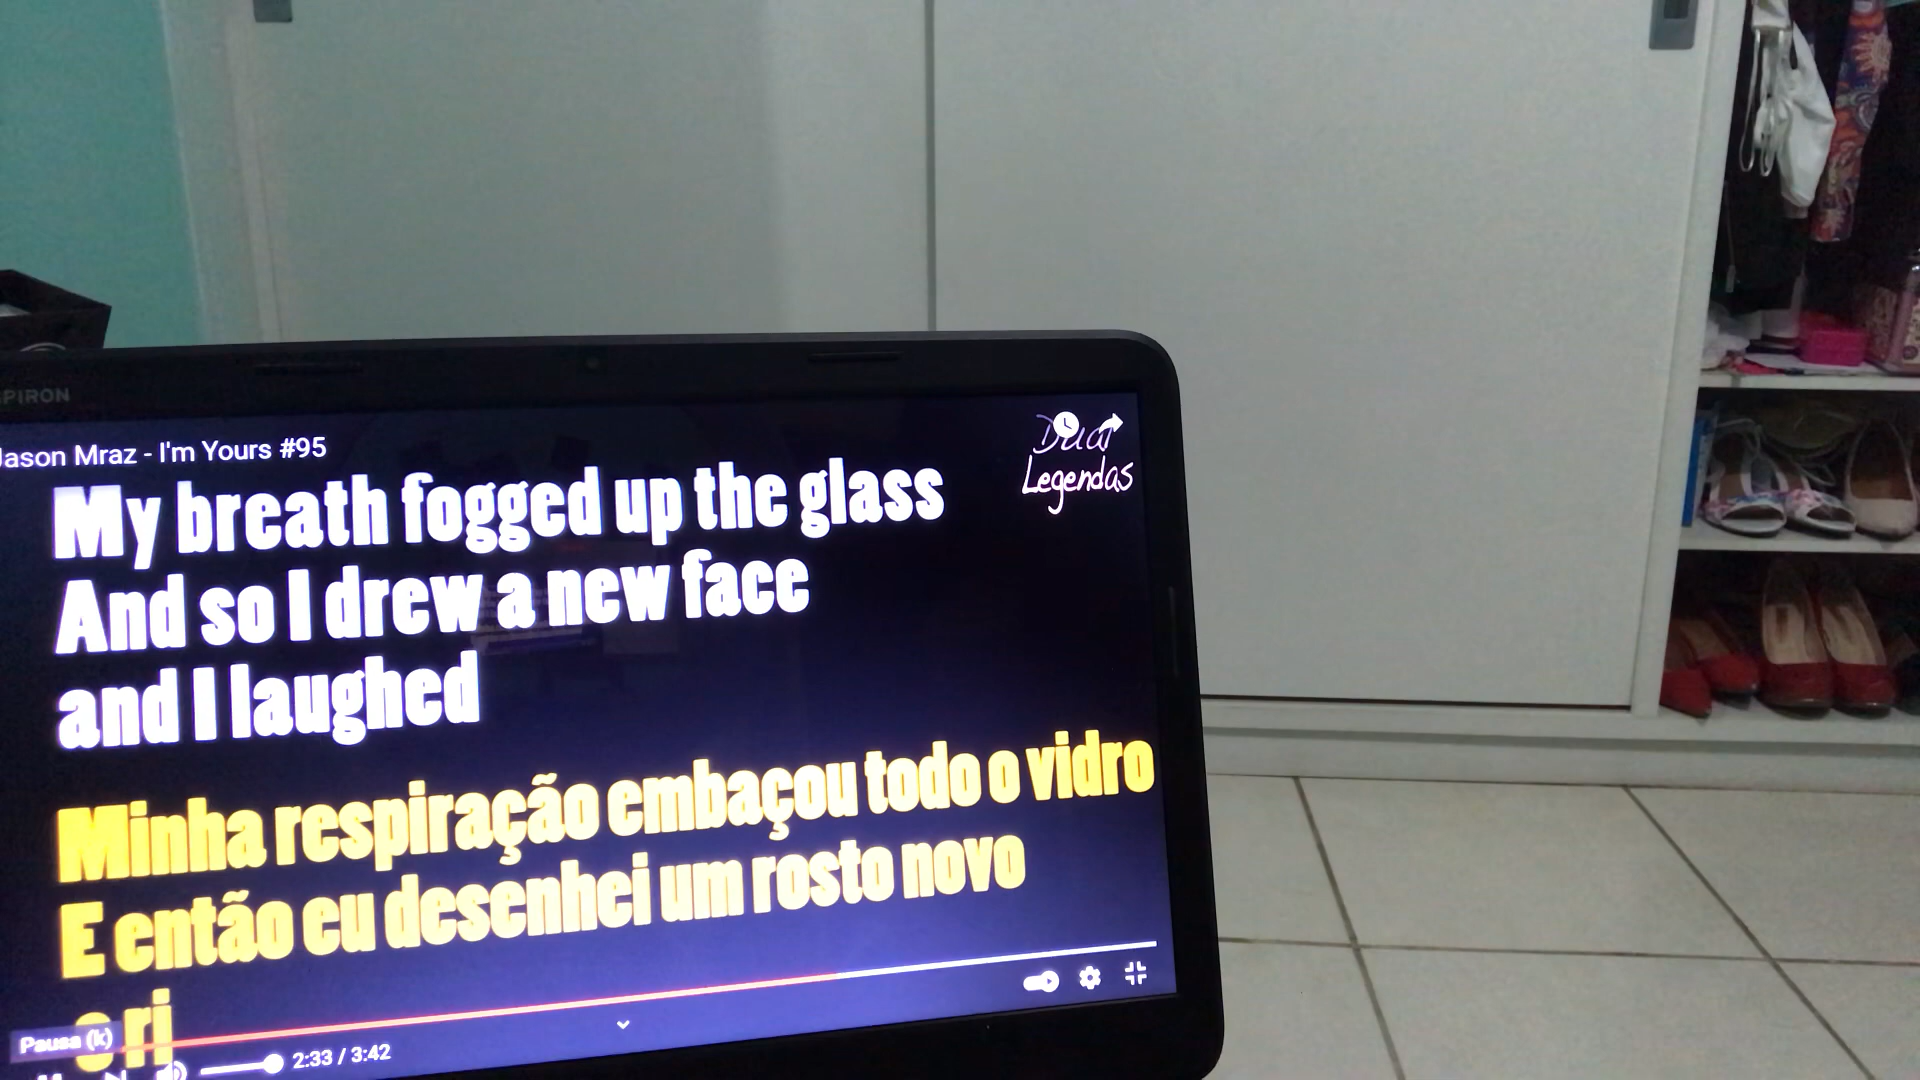 PIRON
Jason Mraz - I'm Yours #95
Dual
Legendas
My breath fogged up the glass
And so I drew a new face
and I laughed
Minha respiração embaçou todo o vidro
E então eu desenhei um rosto novo
e ri
Pausa (k)
2:33 / 3:42